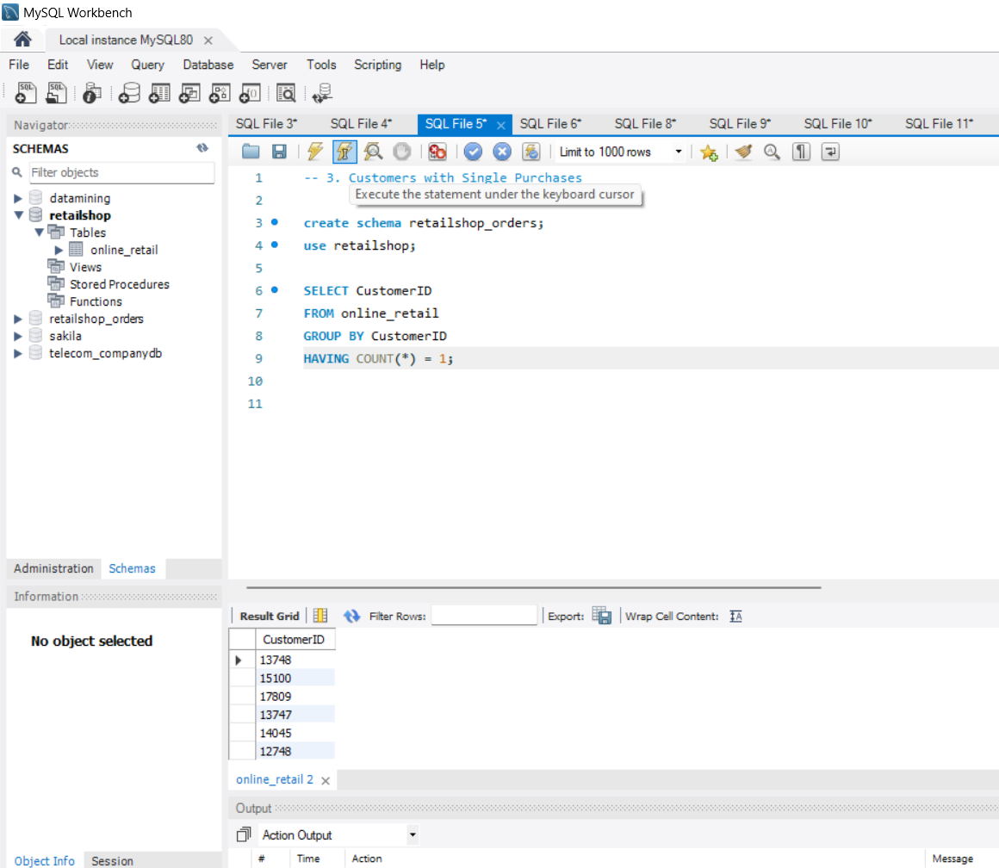 MySQL Workbench
Local instance MySQL80
File Edit View Query Database Server Tools Scripting Help
Navigator
SCHEMAS
Filter objects
datamining
retailshop
Tables
online_retail
Views
Stored Procedures
Functions
retailshop_orders
sakila
telecom_companydb
Administration Schemas
Information
No object selected
Object Info Session
SQL File 3* SQL File 4* SQL File 5* SQL File 6* SQL File 8* SQL File 9* SQL File 10* SQL File 11*
Limit to 1000 rows
1 -- 3. Customers with Single Purchases
Execute the statement under the keyboard cursor
2
3 create schema retailshop_orders;
4 use retailshop;
5
6 SELECT CustomerID
7 FROM online_retail
8 GROUP BY CustomerID
9 HAVING COUNT(*) = 1;
10
11
Result Grid Filter Rows: Export: Wrap Cell Content:
CustomerID
13748
15100
17809
13747
14045
12748
online_retail 2
Output
Action Output
# Time Action Message